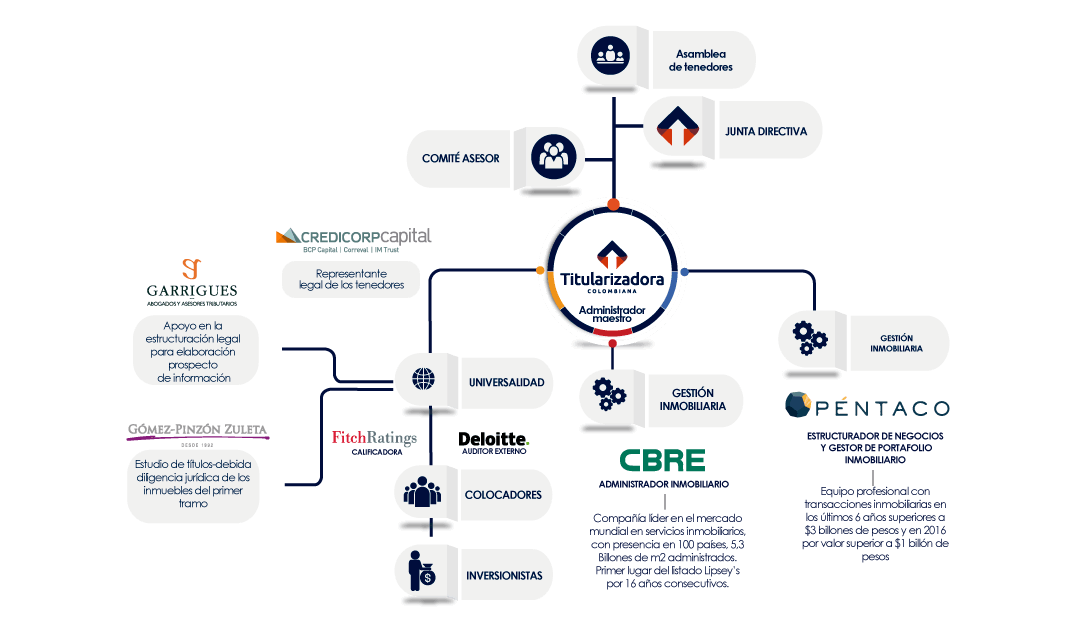 Asamblea
de tenedores
JUNTA DIRECTIVA
COMITÉ ASESOR
CREDICORPcapital
BCP Capital | Correval | IM Trust
Representante
legal de los tenedores
GARRIGUES
ABOGADOS Y ASESORES TRIBUTARIOS
Apoyo en la
estructuración legal
para elaboración
prospecto
de información
Titularizadora
COLOMBIANA
Administrador
maestro
UNIVERSALIDAD
GESTIÓN
INMOBILIARIA
GESTIÓN
INMOBILIARIA
GÓMEZ-PINZÓN ZULETA
DESDE 1992
Estudio de títulos-debida
diligencia jurídica de los
inmuebles del primer
tramo
FitchRatings
CALIFICADORA
Deloitte.
AUDITOR EXTERNO
COLOCADORES
INVERSIONISTAS
CBRE
ADMINISTRADOR INMOBILIARIO
Compañía líder en el mercado
mundial en servicios inmobiliarios,
con presencia en 100 países, 5,3
Billones de m2 administrados.
Primer lugar del listado Lipsey`s
por 16 años consecutivos.
PÉNTACO
ESTRUCTURADOR DE NEGOCIOS
Y GESTOR DE PORTAFOLIO
INMOBILIARIO
Equipo profesional con
transacciones inmobiliarias en
los últimos 6 años superiores a
$3 billones de pesos y en 2016
por valor superior a $1 billón de
pesos